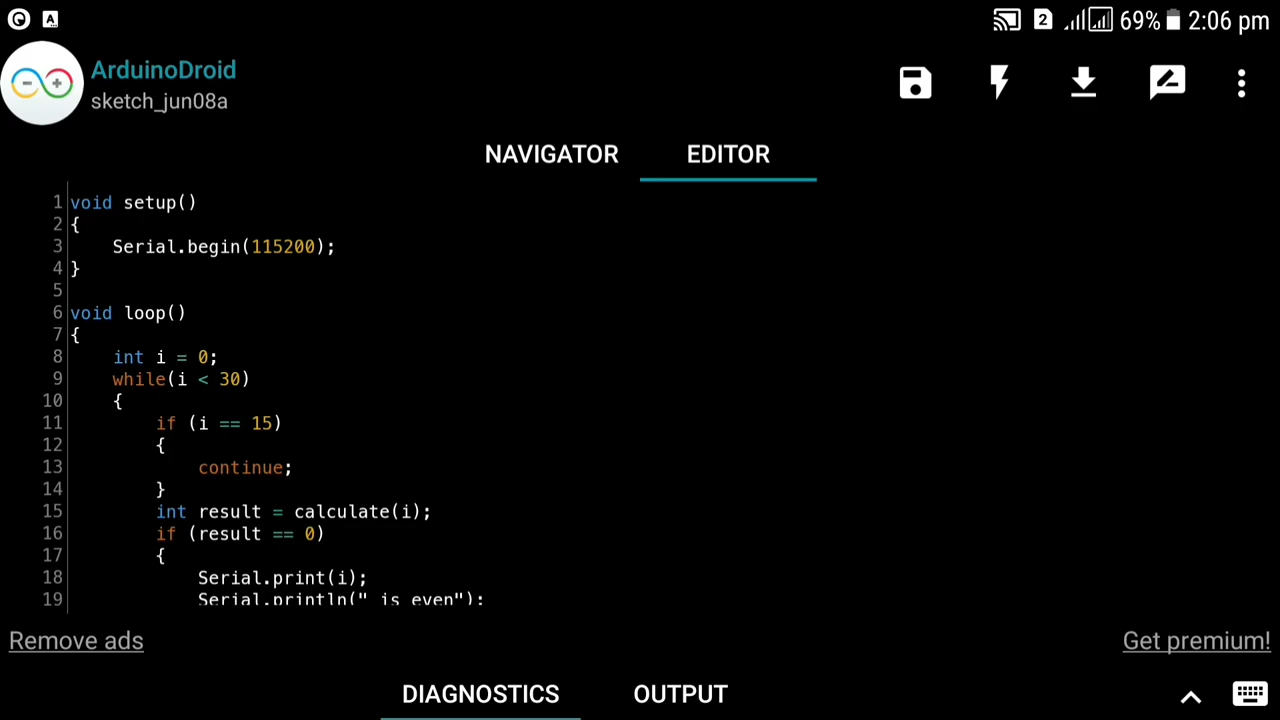 2 69% 2:06 pm
ArduinoDroid
sketch_jun08a
NAVIGATOR EDITOR
1 void setup()
2 {
3     Serial.begin(115200);
4 }
5
6 void loop()
7 {
8     int i = 0;
9     while(i < 30)
10     {
11         if (i == 15)
12         {
13             continue;
14         }
15         int result = calculate(i);
16         if (result == 0)
17         {
18             Serial.print(i);
19             Serial.println(" is even");
Remove ads Get premium!
DIAGNOSTICS OUTPUT